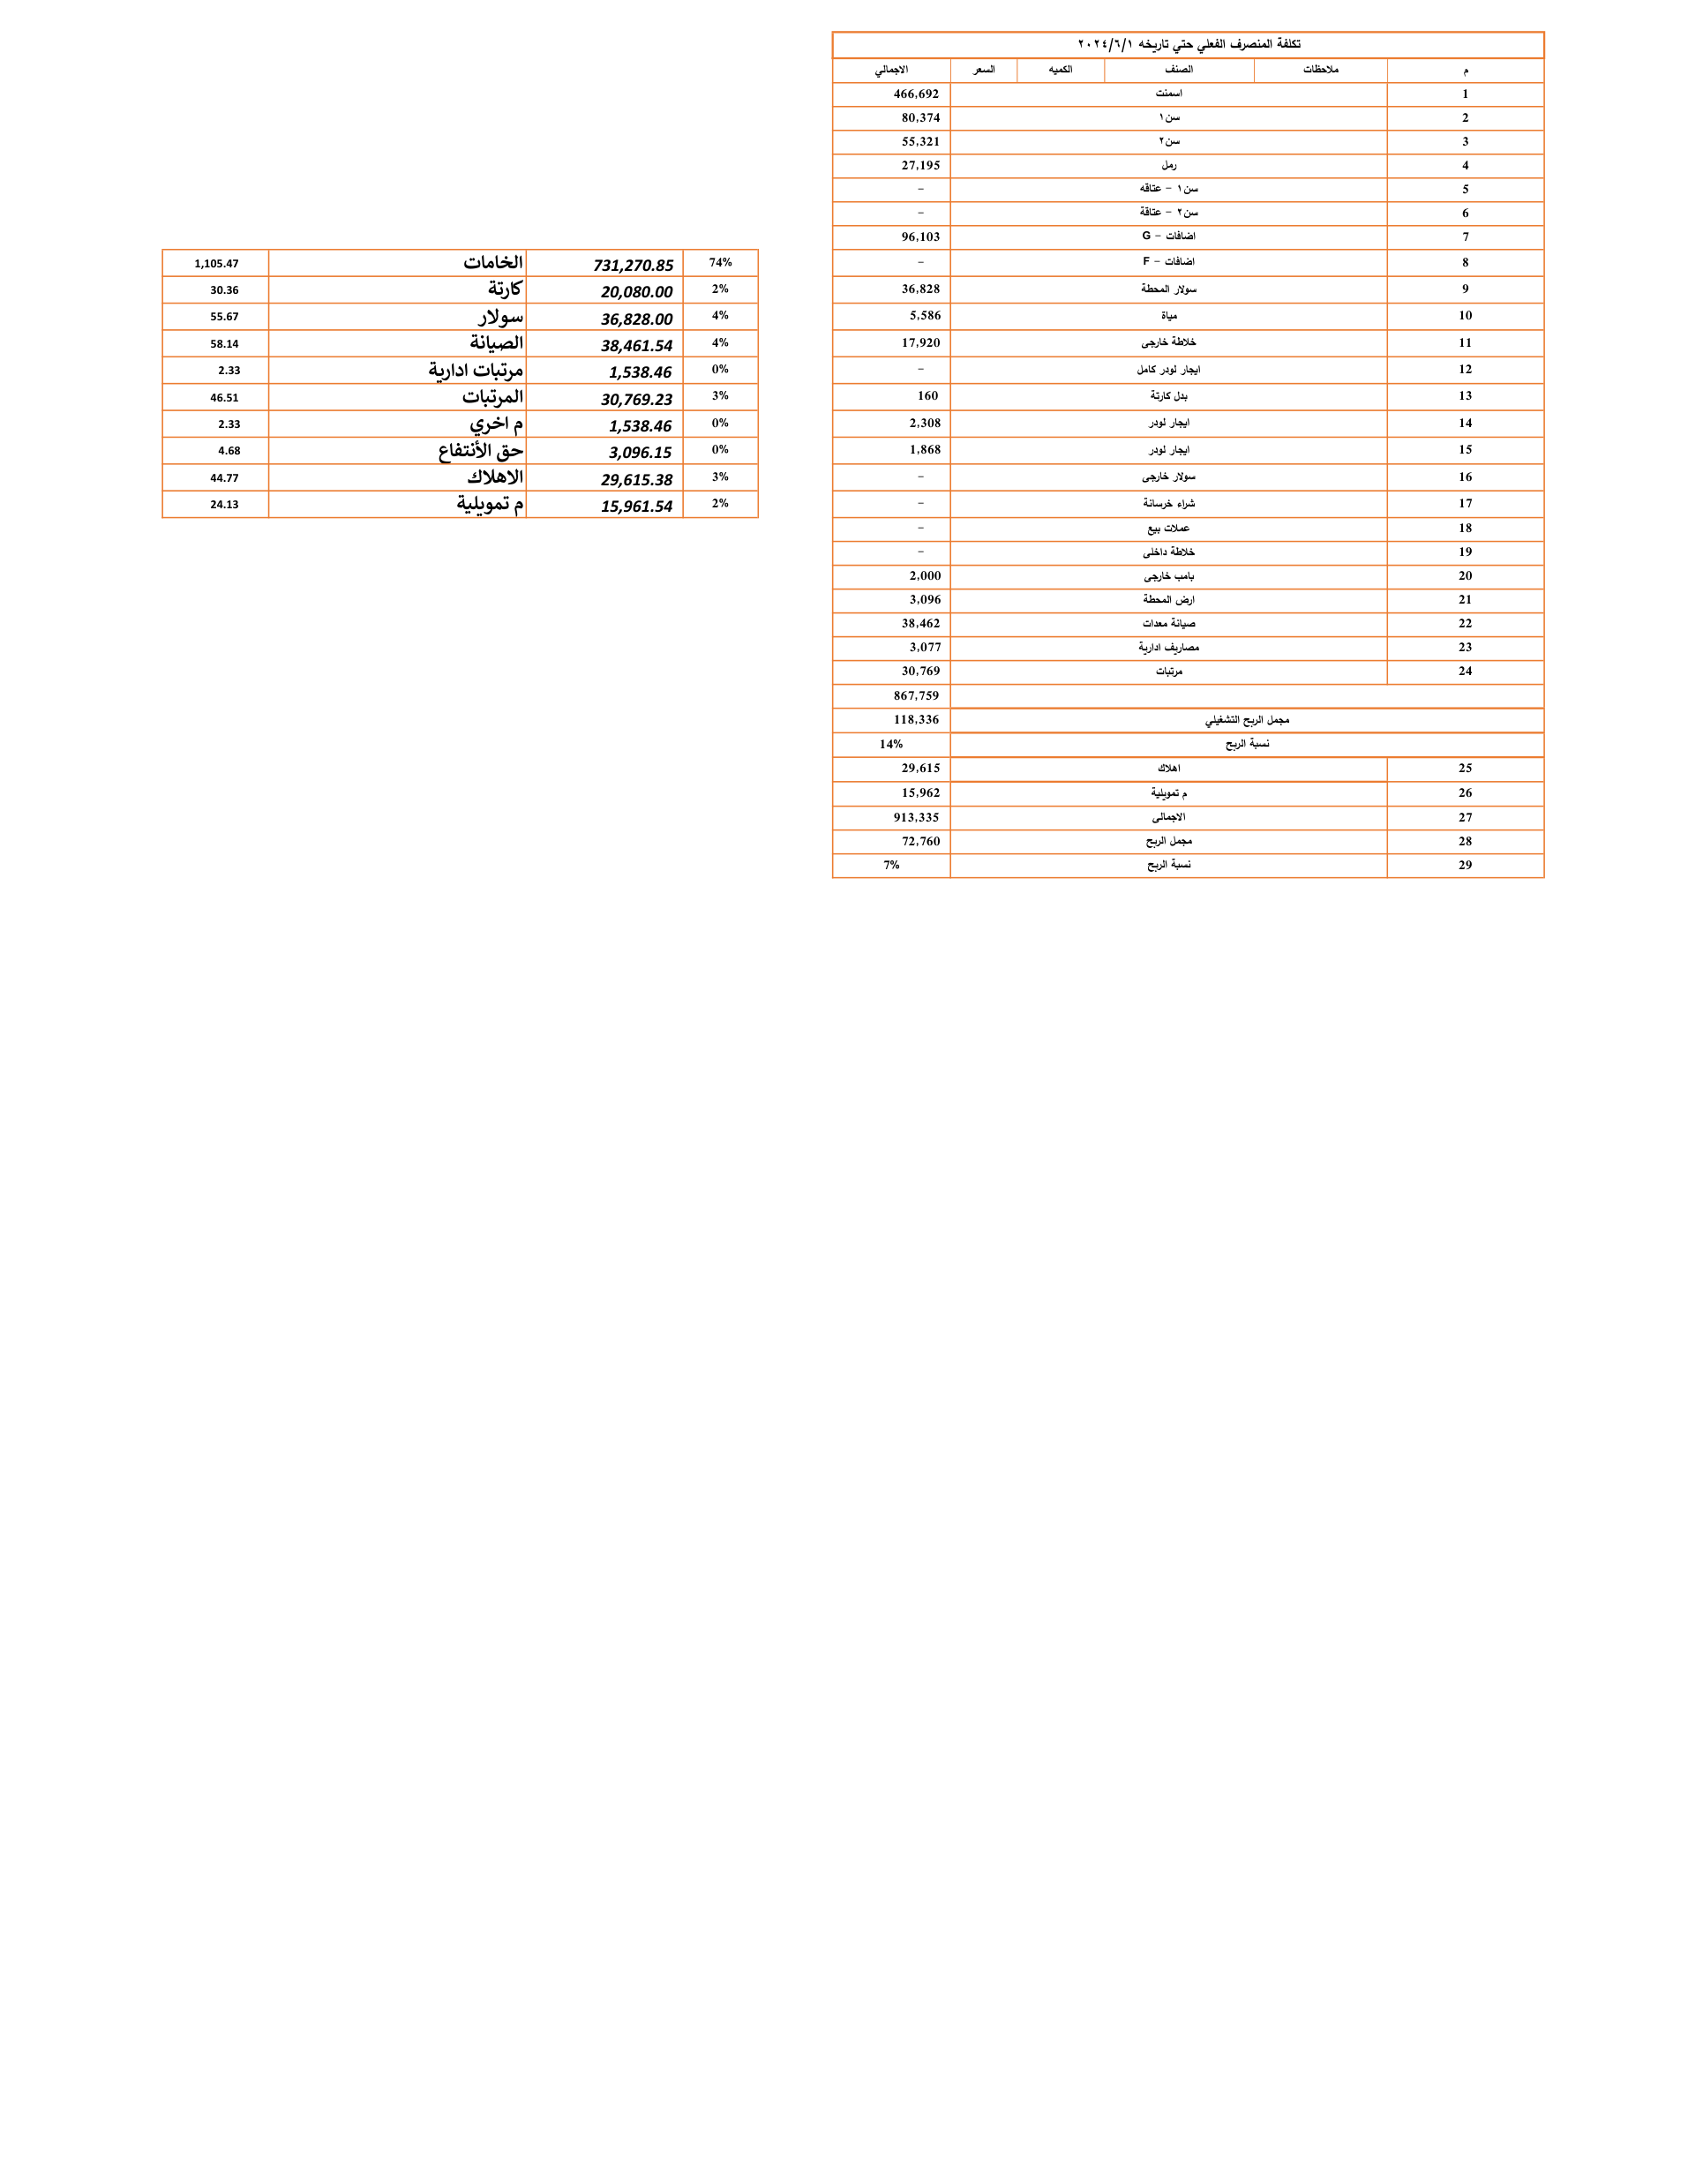 تكلفة المنصرف الفعلي حتي تاريخه ٢٠٢٤/٦/١
م ملاحظات الصنف الكميه السعر الاجمالي
1 اسمنت 466,692
2 سن١ 80,374
3 سن٢ 55,321
4 رمل 27,195
5 سن١ - عتاقه -
6 سن٢ - عتاقة -
7 اضافات - G 96,103
8 اضافات - F -
9 سولار المحطة 36,828
10 مياة 5,586
11 خلاطة خارجى 17,920
12 ايجار لودر كامل -
13 بدل كارتة 160
14 ايجار لودر 2,308
15 ايجار لودر 1,868
16 سولار خارجى -
17 شراء خرسانة -
18 عملات بيع -
19 خلاطة داخلى -
20 بامب خارجى 2,000
21 ارض المحطة 3,096
22 صيانة معدات 38,462
23 مصاريف ادارية 3,077
24 مرتبات 30,769
867,759
مجمل الربح التشغيلي 118,336
نسبة الربح 14%
25 اهلاك 29,615
26 م تمويلية 15,962
27 الاجمالى 913,335
28 مجمل الربح 72,760
29 نسبة الربح 7%
74% 731,270.85 الخامات 1,105.47
2% 20,080.00 كارتة 30.36
4% 36,828.00 سولار 55.67
4% 38,461.54 الصيانة 58.14
0% 1,538.46 مرتبات ادارية 2.33
3% 30,769.23 المرتبات 46.51
0% 1,538.46 م اخري 2.33
0% 3,096.15 حق الأنتفاع 4.68
3% 29,615.38 الاهلاك 44.77
2% 15,961.54 م تمويلية 24.13